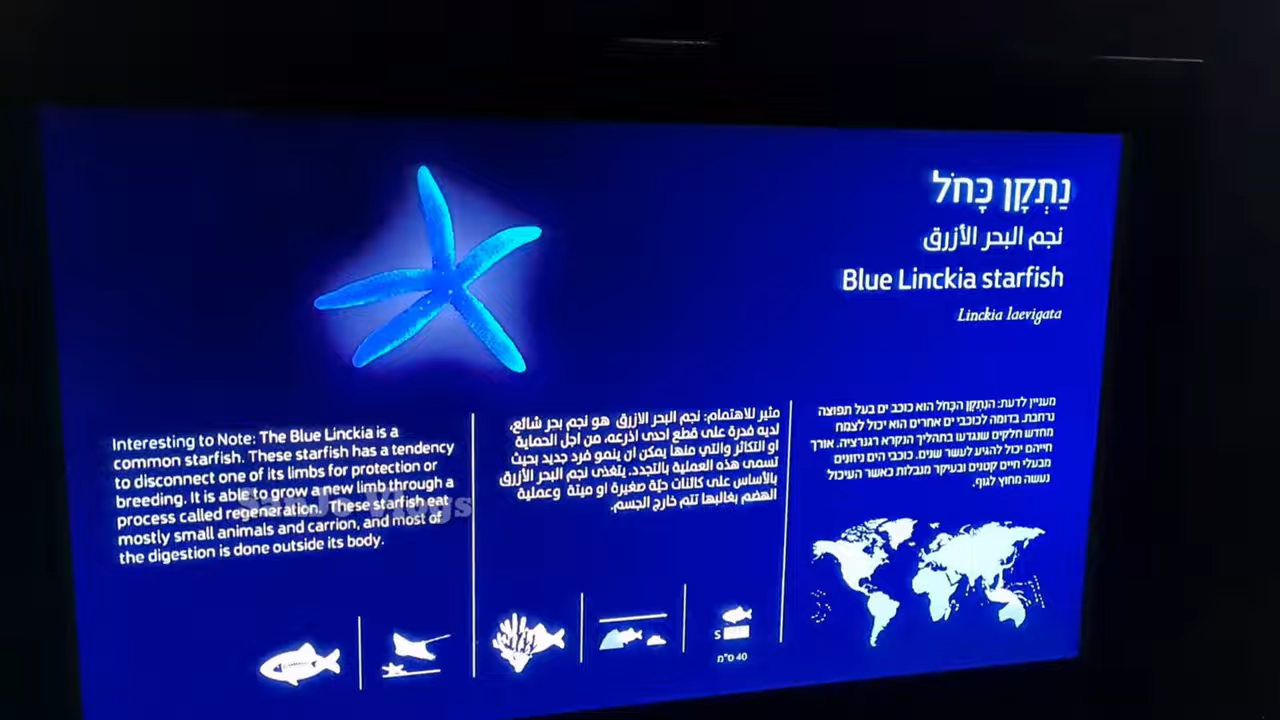 נַתְקָן כָּחֹל
نجم البحر الأزرق
Blue Linckia starfish
Linckia laevigata
Interesting to Note: The Blue Linckia is a
common starfish. These starfish has a tendency
to disconnect one of its limbs for protection or
breeding. It is able to grow a new limb through a
process called regeneration. These starfish eat
mostly small animals and carrion, and most of
the digestion is done outside its body.
مثير للاهتمام: نجم البحر الازرق هو نجم بحر شائع،
لديه قدرة على قطع احدى اذرعه، من اجل الحماية
او التكاثر والتي منها يمكن ان ينمو فرد جديد بحيث
تسمى هذه العملية بالتجدد. يتغذى نجم البحر الأزرق
بالأساس على كائنات حيّة صغيرة او ميتة وعملية
الهضم بغالبها تتم خارج الجسم.
מעניין לדעת: הנתקן הכחול הוא כוכב ים בעל תפוצה
נרחבת. בדומה לכוכבי ים אחרים הוא יכול לצמח
מחדש חלקים שנגדעו בתהליך הנקרא רגנרציה. אורך
חייהם יכול להגיע לעשר שנים. כוכבי הים ניזונים
מבעלי חיים קטנים ובעיקר מנבלות כאשר העיכול
נעשה מחוץ לגוף.
S
40 ס"מ
Vlogs